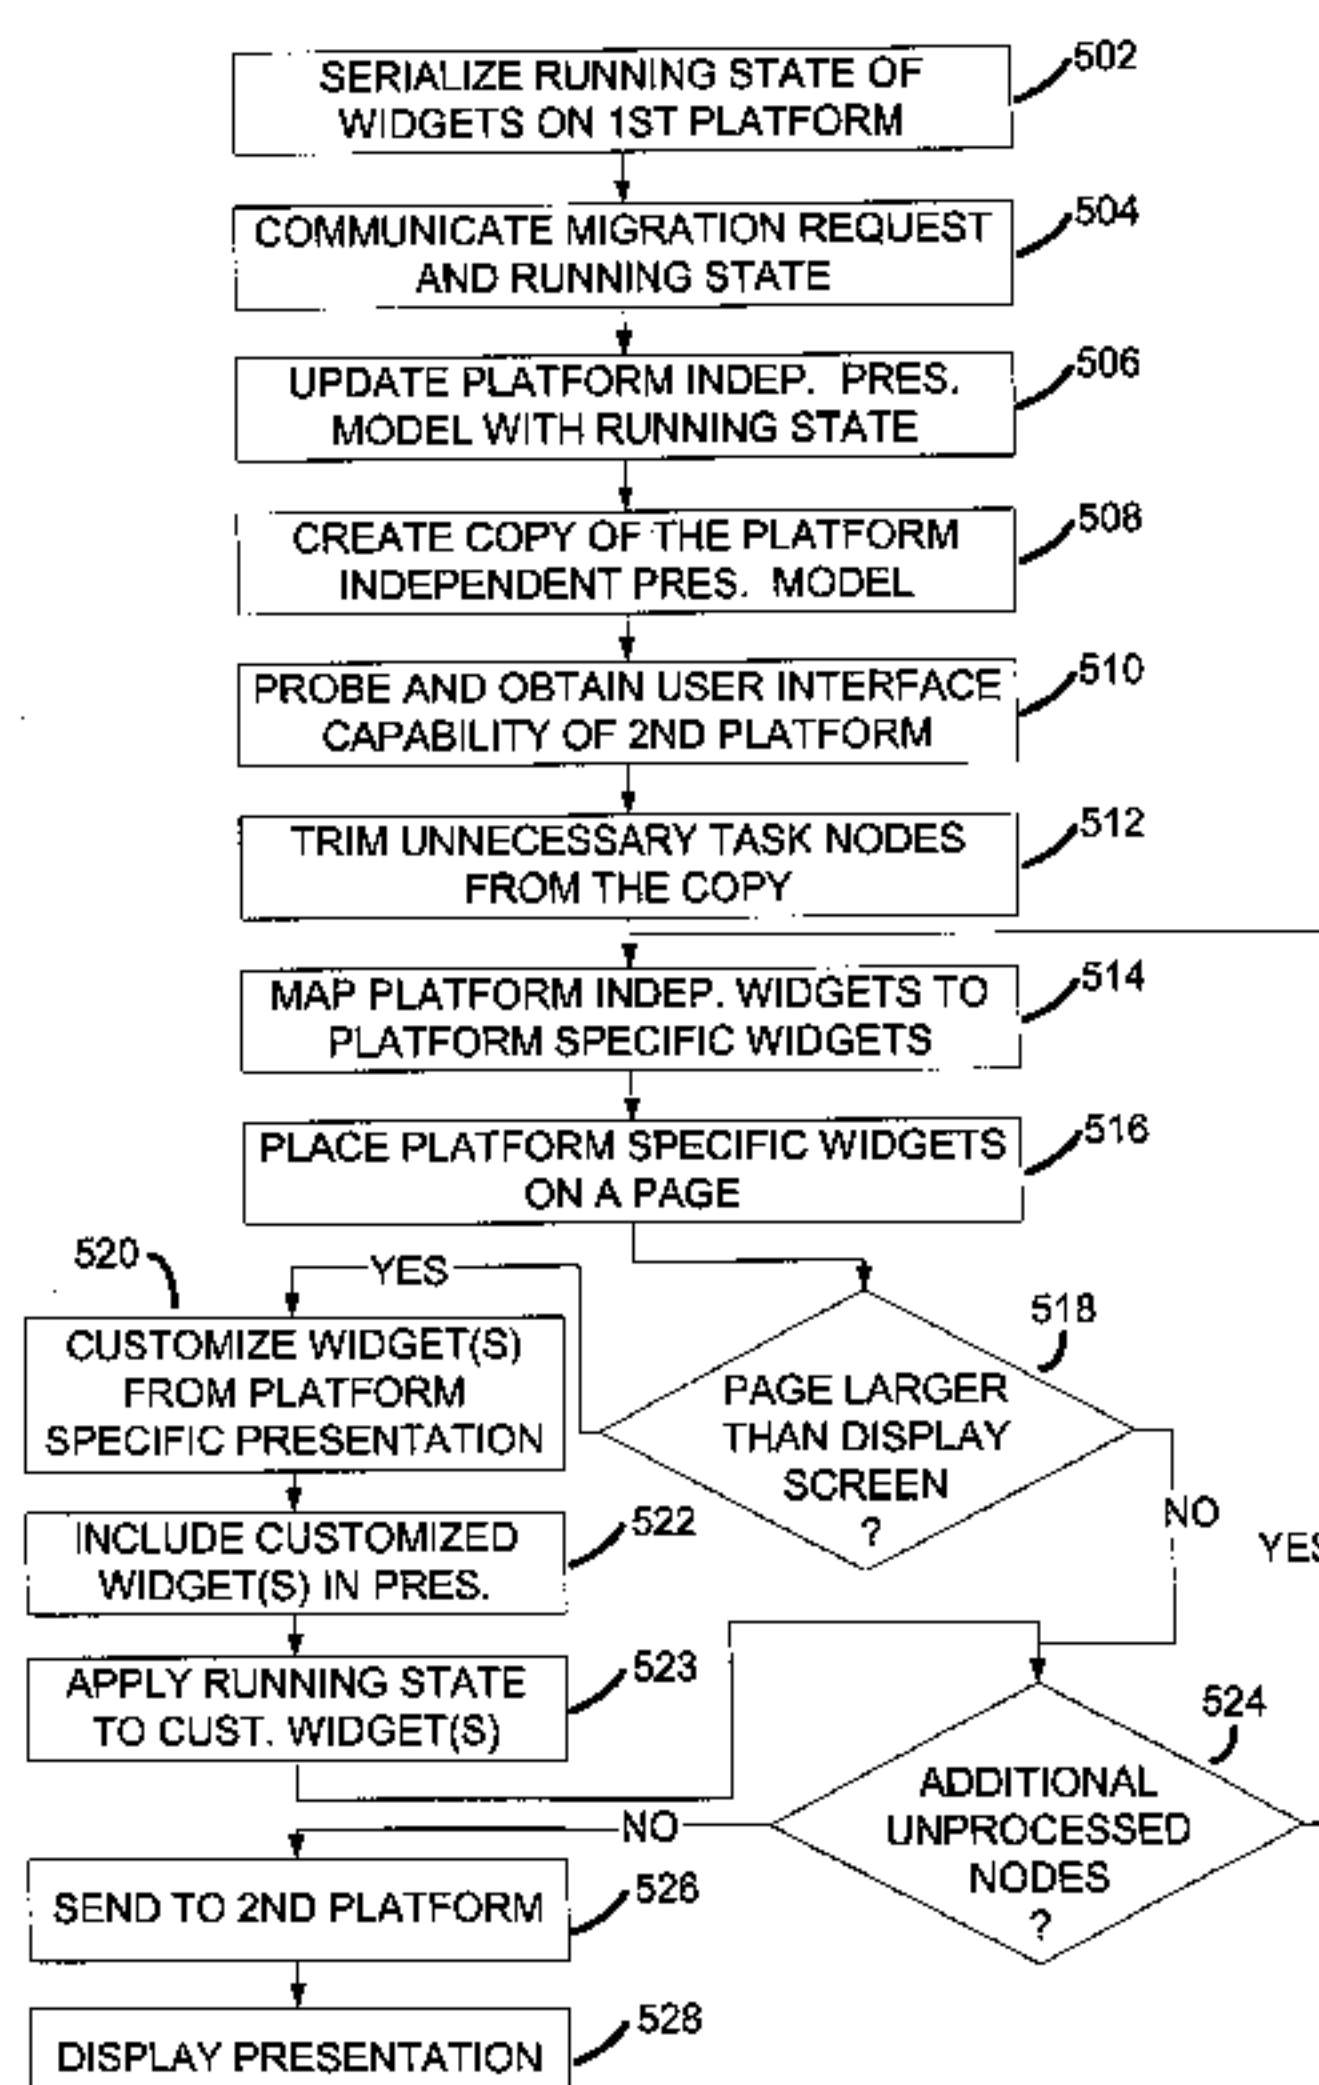 SERIALIZE RUNNING STATE OF
WIDGETS ON 1ST PLATFORM
502
COMMUNICATE MIGRATION REQUEST
AND RUNNING STATE
504
UPDATE PLATFORM INDEP. PRES.
MODEL WITH RUNNING STATE
506
CREATE COPY OF THE PLATFORM
INDEPENDENT PRES. MODEL
508
PROBE AND OBTAIN USER INTERFACE
CAPABILITY OF 2ND PLATFORM
510
TRIM UNNECESSARY TASK NODES
FROM THE COPY
512
MAP PLATFORM INDEP. WIDGETS TO
PLATFORM SPECIFIC WIDGETS
514
PLACE PLATFORM SPECIFIC WIDGETS
ON A PAGE
516
520
YES
CUSTOMIZE WIDGET(S)
FROM PLATFORM
SPECIFIC PRESENTATION
518
PAGE LARGER
THAN DISPLAY
SCREEN
?
NO
YES
INCLUDE CUSTOMIZED
WIDGET(S) IN PRES.
522
APPLY RUNNING STATE
TO CUST. WIDGET(S)
523
524
ADDITIONAL
UNPROCESSED
NODES
?
NO
SEND TO 2ND PLATFORM
526
DISPLAY PRESENTATION
528